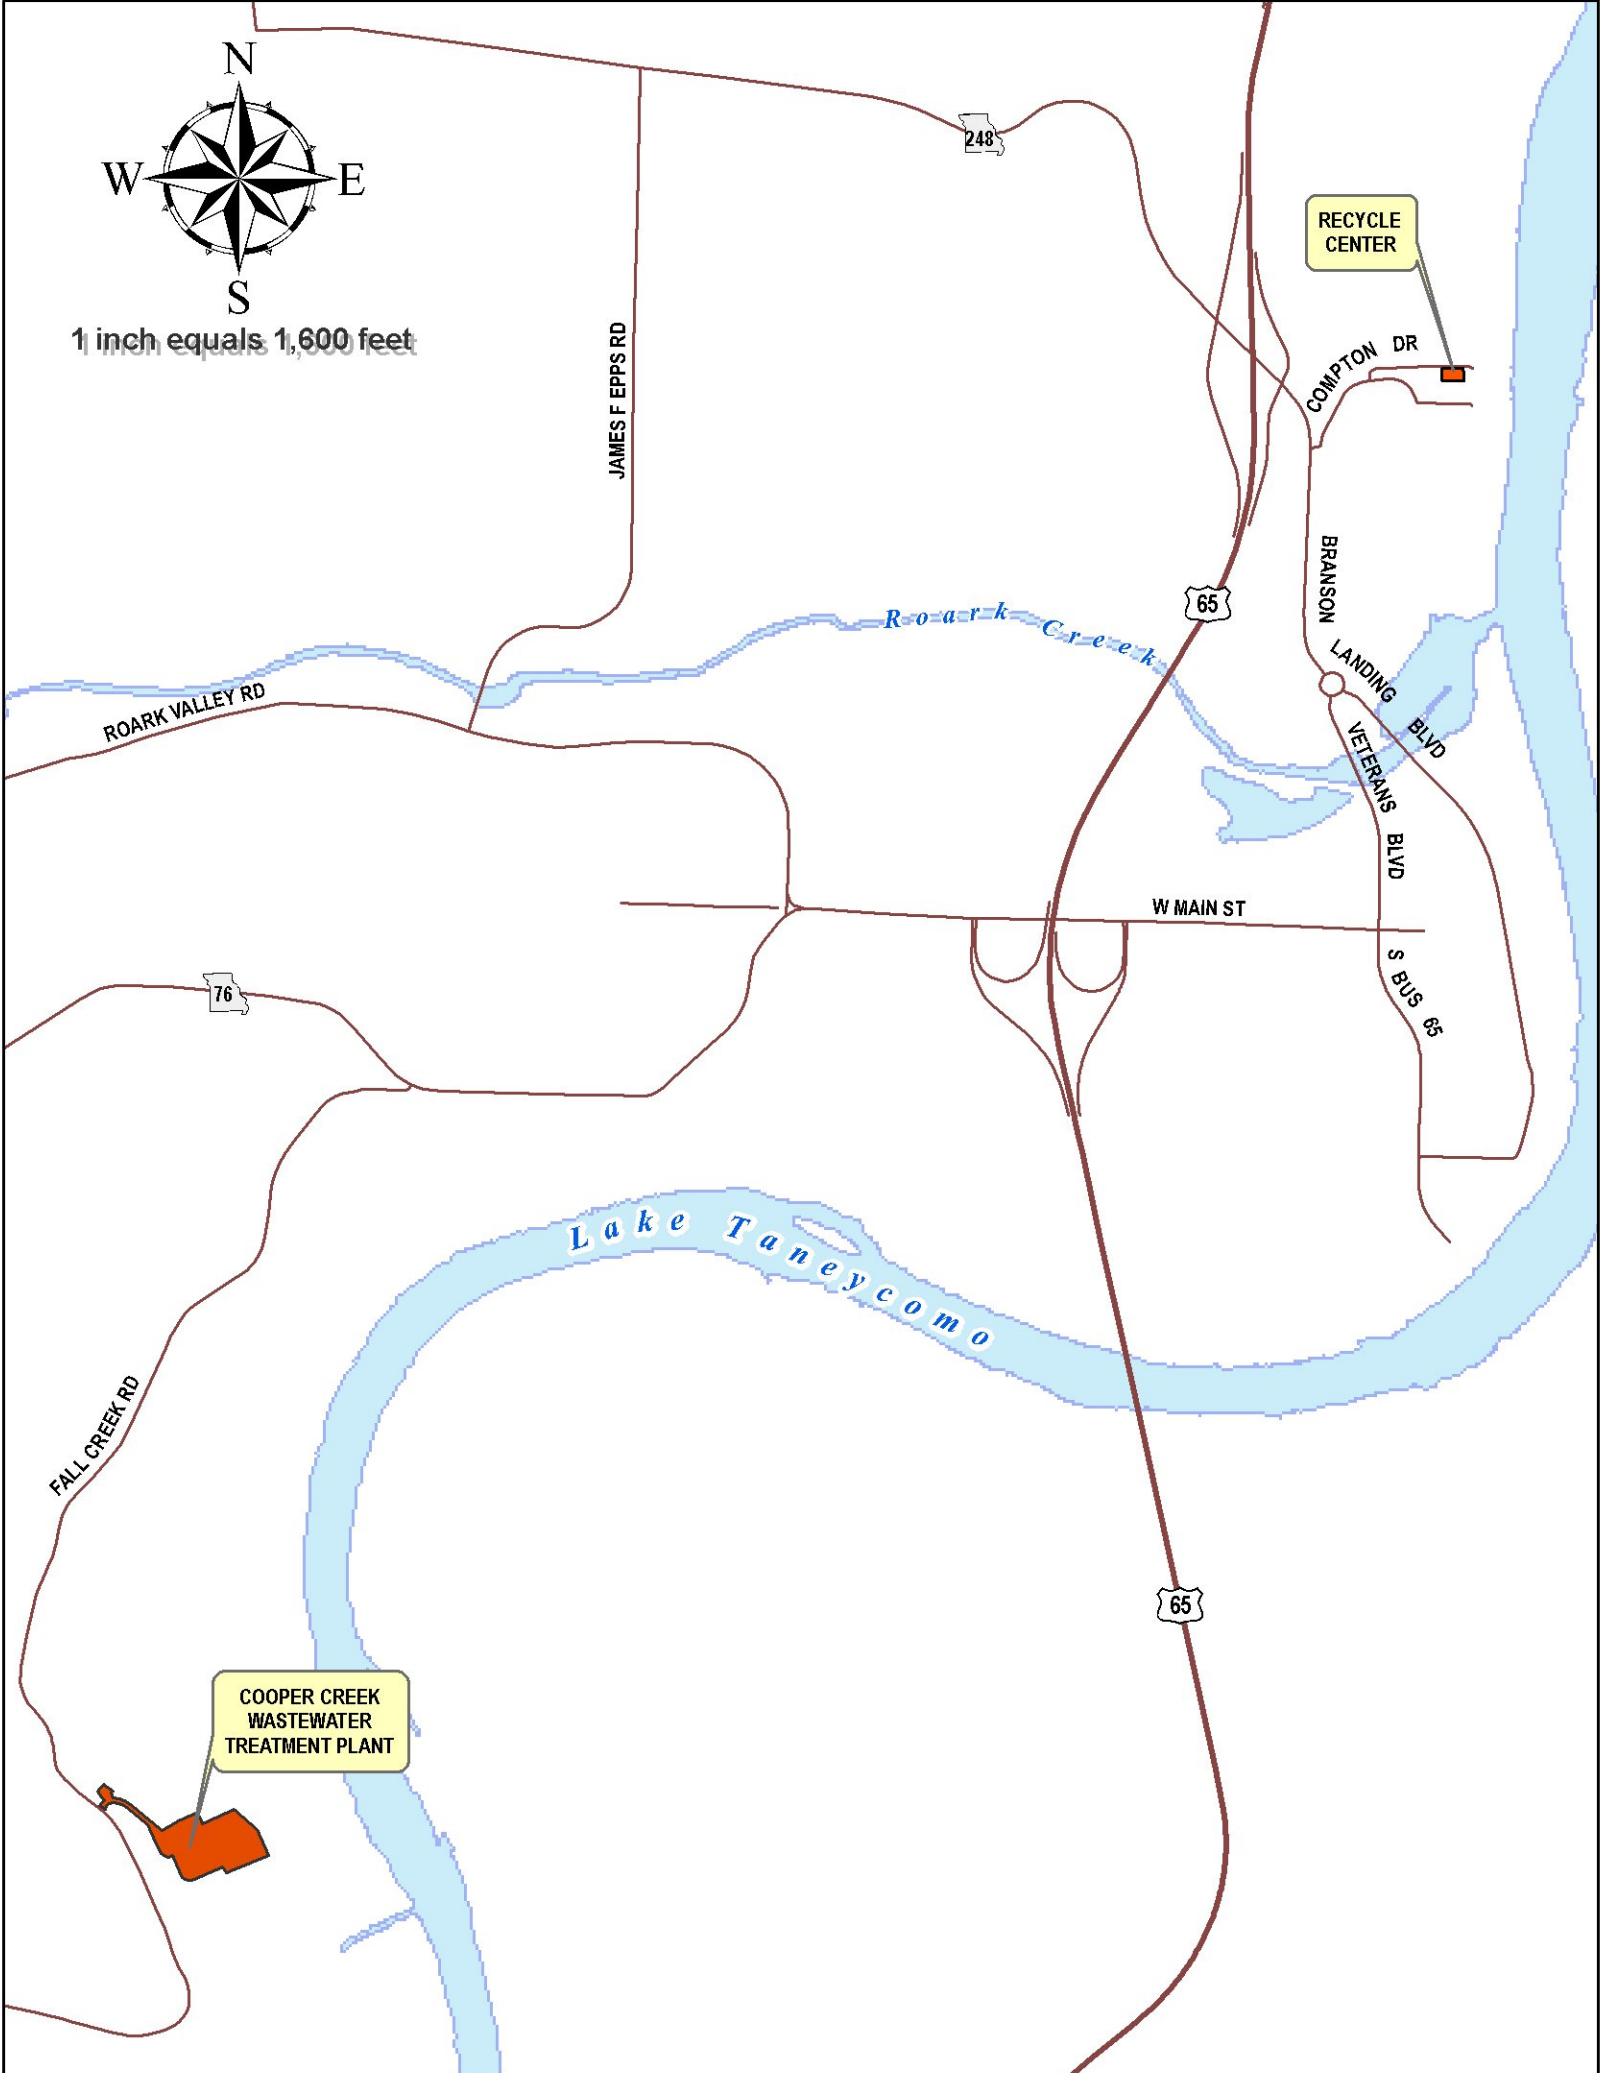 N
W
E
S
1 inch equals 1,600 feet
248
RECYCLE
CENTER
JAMES F EPPS RD
COMPTON DR
BRANSON LANDING BLVD
65
Roark Creek
ROARK VALLEY RD
VETERANS BLVD
W MAIN ST
S BUS 65
76
Lake Taneycomo
FALL CREEK RD
65
COOPER CREEK
WASTEWATER
TREATMENT PLANT